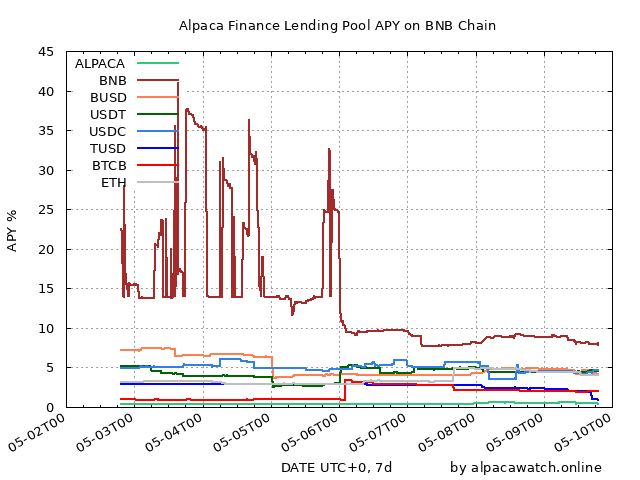 Alpaca Finance Lending Pool APY on BNB Chain
45
40
35
30
25
20
15
10
5
0
APY %
ALPACA
BNB
BUSD
USDT
USDC
TUSD
BTCB
ETH
05-02T00
05-03T00
05-04T00
05-05T00
05-06T00
05-07T00
05-08T00
05-09T00
05-10T00
DATE UTC+0, 7d
by alpacawatch.online